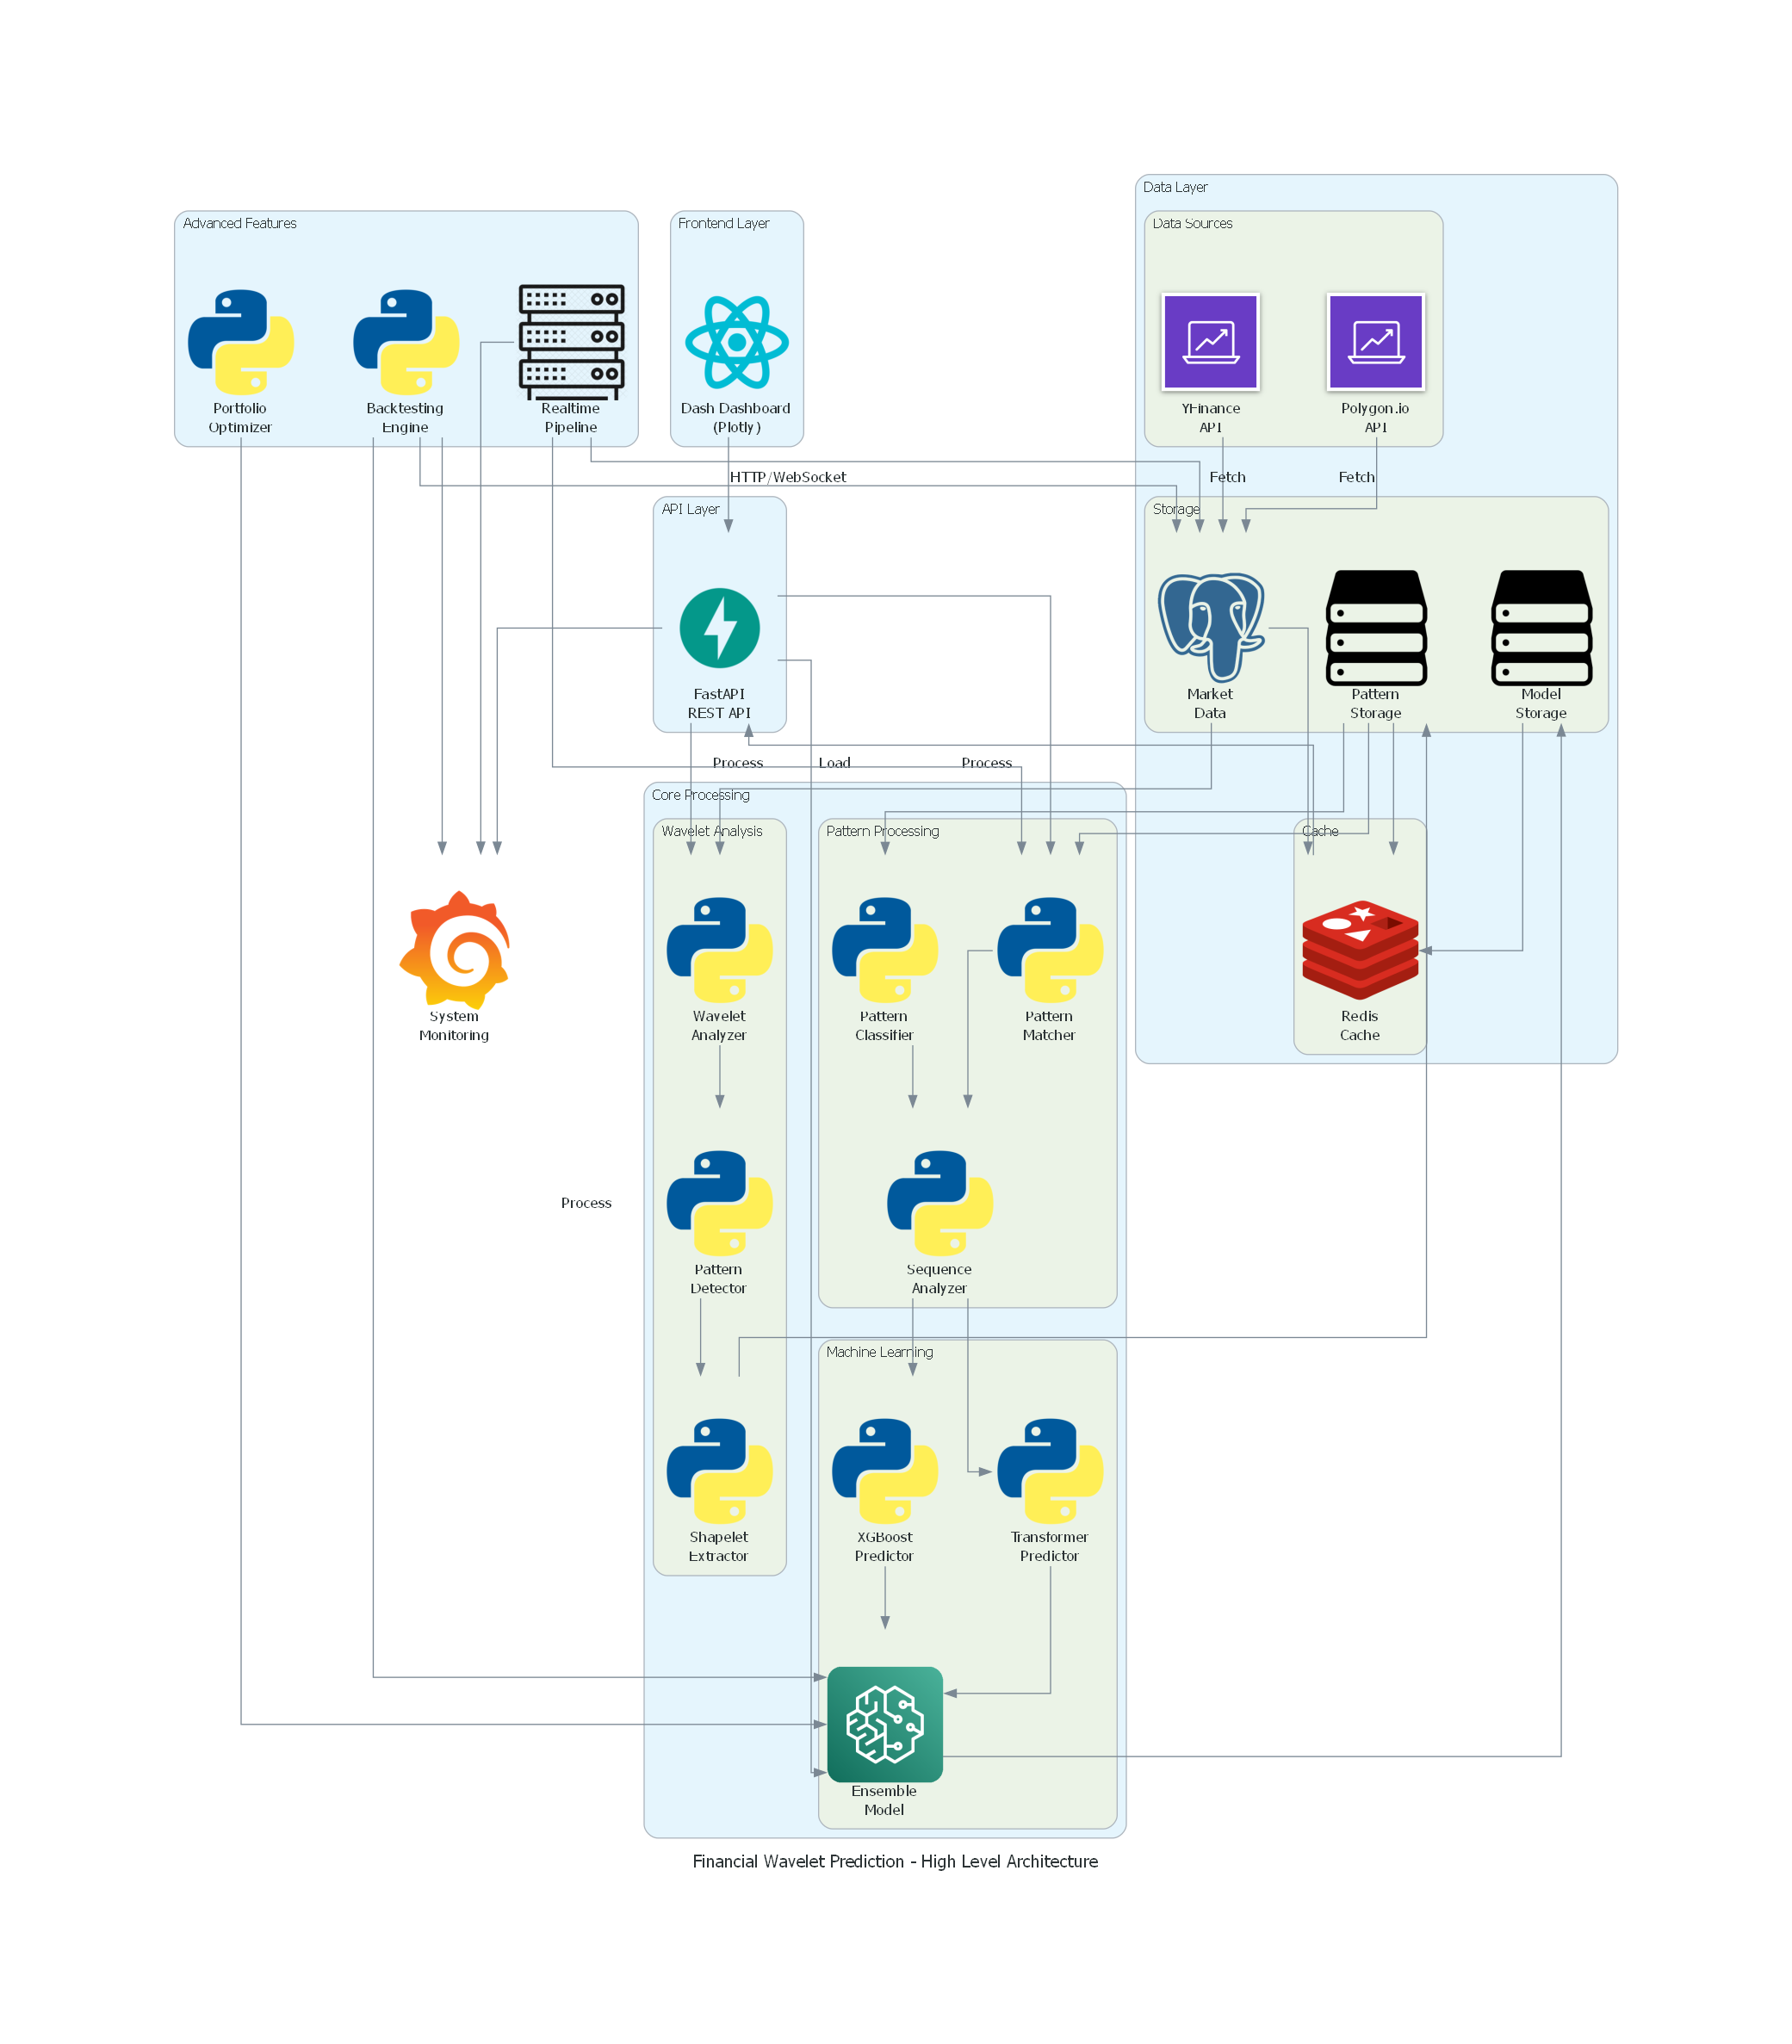 Data Layer
Advanced Features
Frontend Layer
Data Sources
Portfolio
Optimizer
Backtesting
Engine
Realtime
Pipeline
Dash Dashboard
(Plotly)
YFinance
API
Polygon.io
API
HTTP/WebSocket
Fetch
Fetch
API Layer
Storage
FastAPI
REST API
Market
Data
Pattern
Storage
Model
Storage
Process
Load
Process
Core Processing
Wavelet Analysis
Pattern Processing
Cache
System
Monitoring
Wavelet
Analyzer
Pattern
Classifier
Pattern
Matcher
Redis
Cache
Process
Pattern
Detector
Sequence
Analyzer
Machine Learning
Shapelet
Extractor
XGBoost
Predictor
Transformer
Predictor
Ensemble
Model
Financial Wavelet Prediction - High Level Architecture